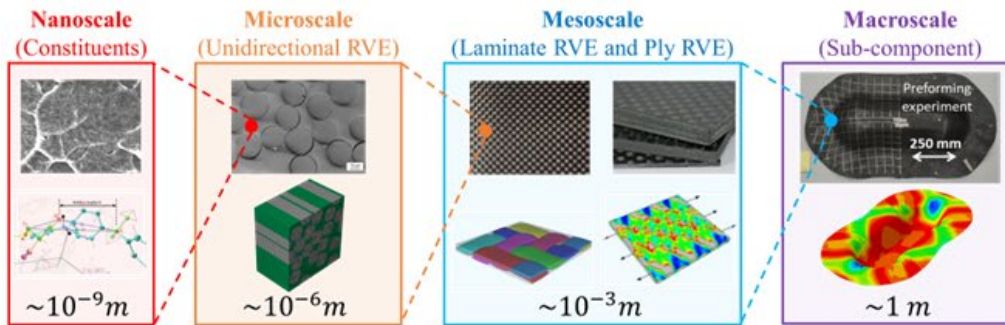 Nanoscale
(Constituents)
Microscale
(Unidirectional RVE)
Mesoscale
(Laminate RVE and Ply RVE)
Macroscale
(Sub-component)
Preforming
experiment
250 mm
~10⁻⁹m
~10⁻⁶m
~10⁻³m
~1 m